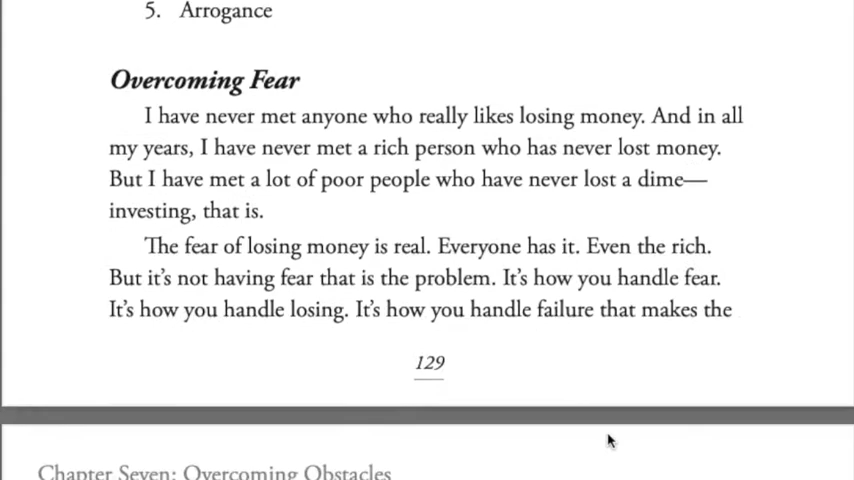 5. Arrogance
Overcoming Fear
I have never met anyone who really likes losing money. And in all
my years, I have never met a rich person who has never lost money.
But I have met a lot of poor people who have never lost a dime—
investing, that is.
The fear of losing money is real. Everyone has it. Even the rich.
But it’s not having fear that is the problem. It’s how you handle fear.
It’s how you handle losing. It’s how you handle failure that makes the
129
Chapter Seven: Overcoming Obstacles